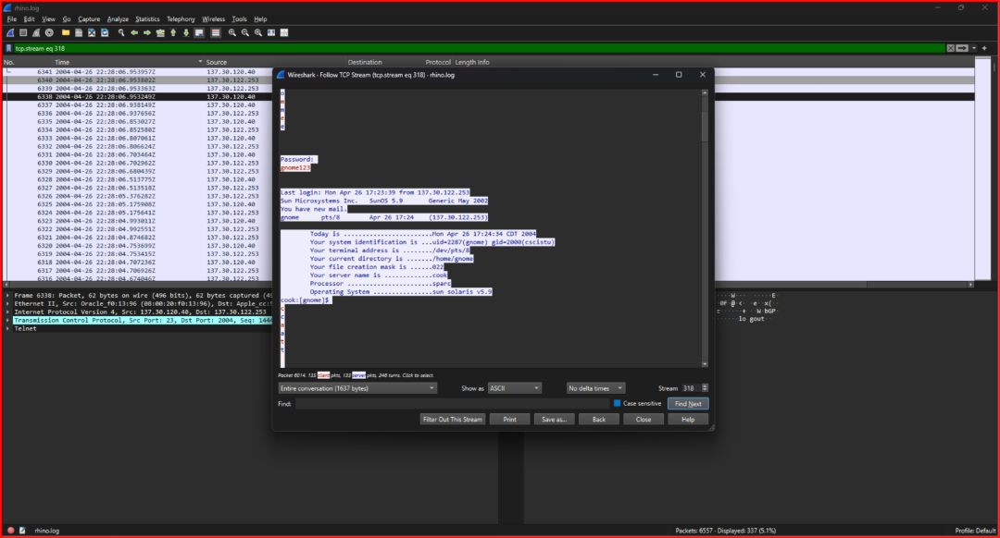 rhino.log
File Edit View Go Capture Analyze Statistics Telephony Wireless Tools Help
tcp.stream eq 318
No. Time Source Destination Protocol Length Info
6341 2004-04-26 22:28:06.953957Z 137.30.120.40
6340 2004-04-26 22:28:06.953802Z 137.30.122.253
6339 2004-04-26 22:28:06.953363Z 137.30.122.253
6338 2004-04-26 22:28:06.953249Z 137.30.120.40
6337 2004-04-26 22:28:06.938149Z 137.30.120.40
6336 2004-04-26 22:28:06.937656Z 137.30.122.253
6335 2004-04-26 22:28:06.853027Z 137.30.120.40
6334 2004-04-26 22:28:06.852580Z 137.30.122.253
6333 2004-04-26 22:28:06.807061Z 137.30.120.40
6332 2004-04-26 22:28:06.806624Z 137.30.122.253
6331 2004-04-26 22:28:06.703464Z 137.30.120.40
6330 2004-04-26 22:28:06.702962Z 137.30.122.253
6329 2004-04-26 22:28:06.680439Z 137.30.122.253
6328 2004-04-26 22:28:06.513775Z 137.30.120.40
6327 2004-04-26 22:28:06.513518Z 137.30.122.253
6326 2004-04-26 22:28:05.376282Z 137.30.122.253
6325 2004-04-26 22:28:05.175908Z 137.30.120.40
6324 2004-04-26 22:28:05.175641Z 137.30.122.253
6323 2004-04-26 22:28:04.993011Z 137.30.120.40
6322 2004-04-26 22:28:04.992551Z 137.30.122.253
6321 2004-04-26 22:28:04.874682Z 137.30.122.253
6320 2004-04-26 22:28:04.753699Z 137.30.120.40
6319 2004-04-26 22:28:04.753415Z 137.30.122.253
6318 2004-04-26 22:28:04.707236Z 137.30.120.40
6317 2004-04-26 22:28:04.706926Z 137.30.122.253
6316 2004-04-26 22:28:04.674046Z 137.30.122.253
Frame 6338: Packet, 62 bytes on wire (496 bits), 62 bytes captured (49
Ethernet II, Src: Oracle_f0:13:96 (08:00:20:f0:13:96), Dst: Apple_cc:
Internet Protocol Version 4, Src: 137.30.120.40, Dst: 137.30.122.253
Transmission Control Protocol, Src Port: 23, Dst Port: 2004, Seq: 144
Telnet
Wireshark - Follow TCP Stream (tcp.stream eq 318) - rhino.log
o
m
m
e
e
Password:
gnome123
Last login: Mon Apr 26 17:23:39 from 137.30.122.253
Sun Microsystems Inc. SunOS 5.9 Generic May 2002
You have new mail.
gnome pts/8 Apr 26 17:24 (137.30.122.253)
Today is .......................Mon Apr 26 17:24:34 CDT 2004
Your system identification is ...uid=2287(gnome) gid=2000(cscistu)
Your terminal address is ......../dev/pts/8
Your current directory is ......./home/gnome
Your file creation mask is ......022
Your server name is .............cook
Processor .......................sparc
Operating System ................sun solaris v5.9
cook:[gnome]$
c
c
a
a
t
t
Packet 6014. 135 client pkts, 133 server pkts, 246 turns. Click to select.
Entire conversation (1637 bytes) Show as ASCII No delta times Stream 318
Find: Case sensitive Find Next
Filter Out This Stream Print Save as... Back Close Help
rhino.log Packets: 6557 · Displayed: 337 (5.1%) Profile: Default